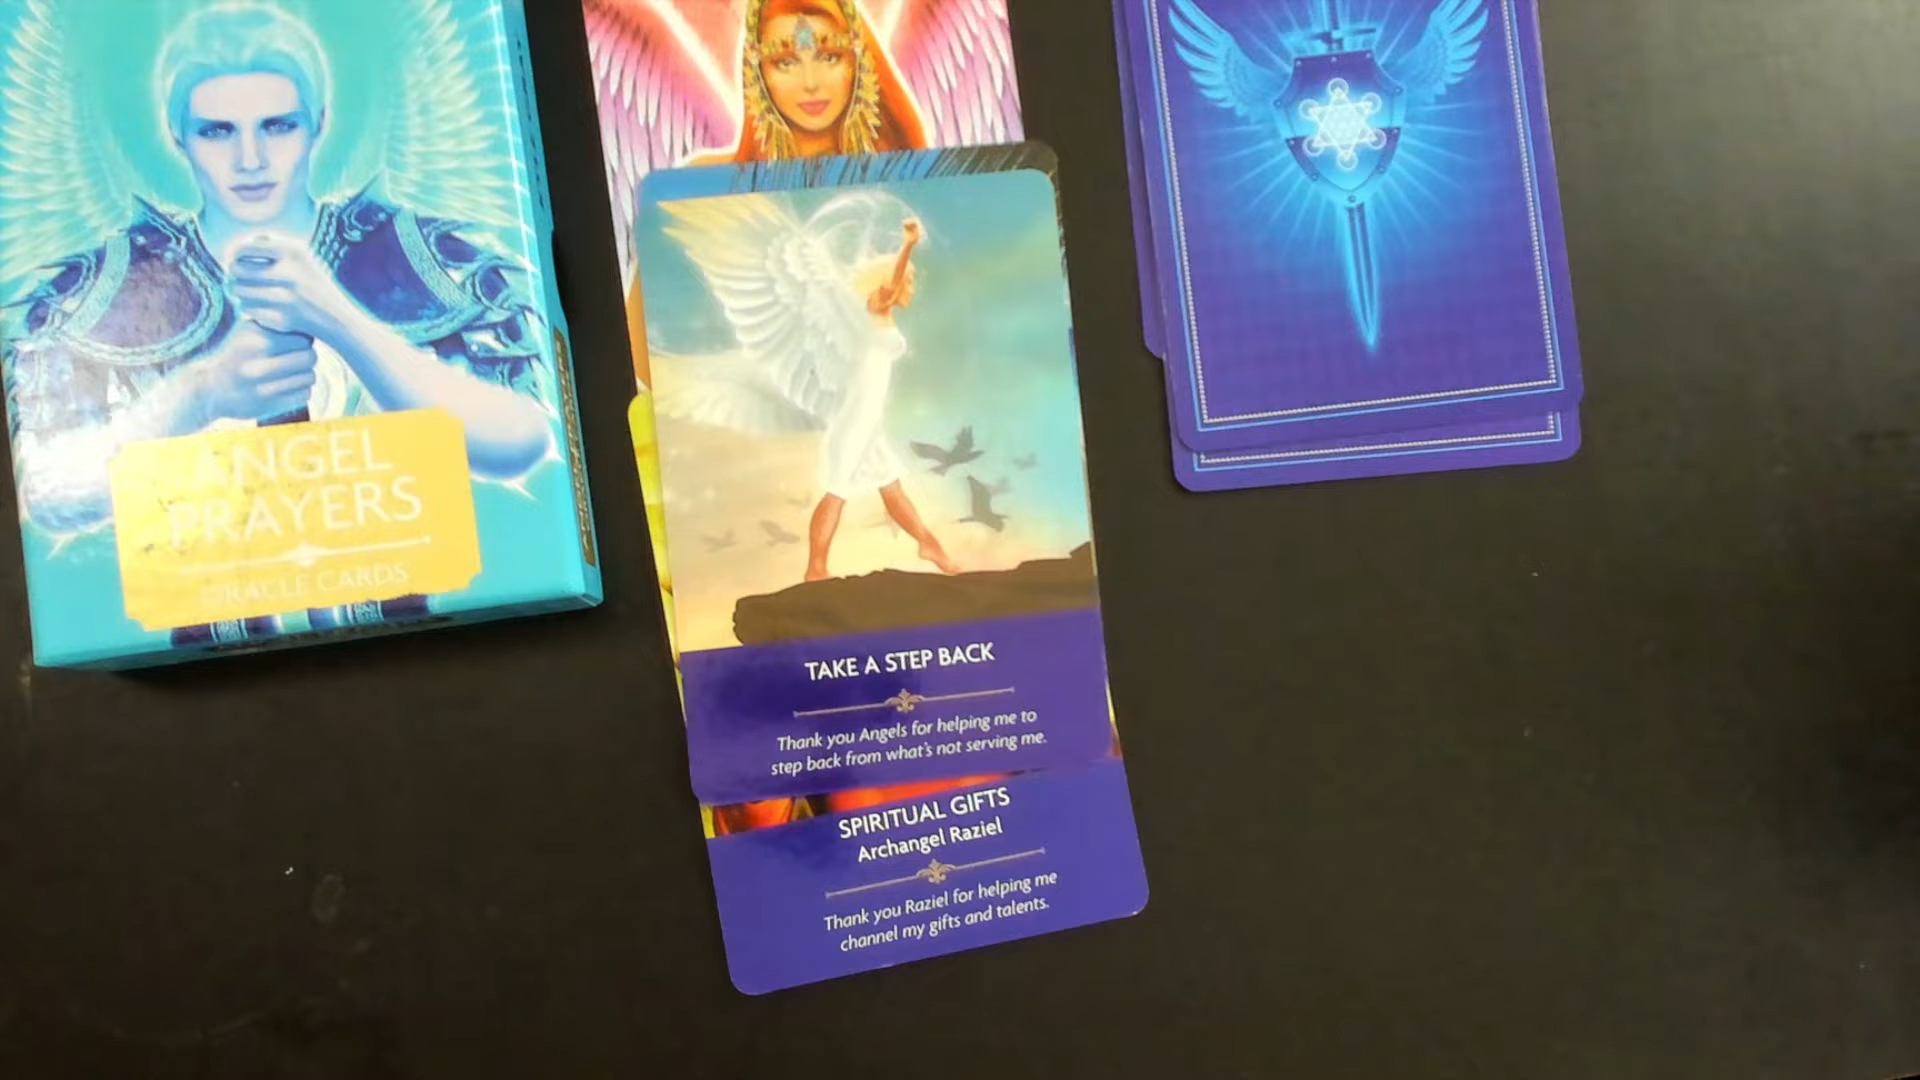 ANGEL
PRAYERS
ORACLE CARDS
TAKE A STEP BACK
Thank you Angels for helping me to
step back from what's not serving me.
SPIRITUAL GIFTS
Archangel Raziel
Thank you Raziel for helping me
channel my gifts and talents.